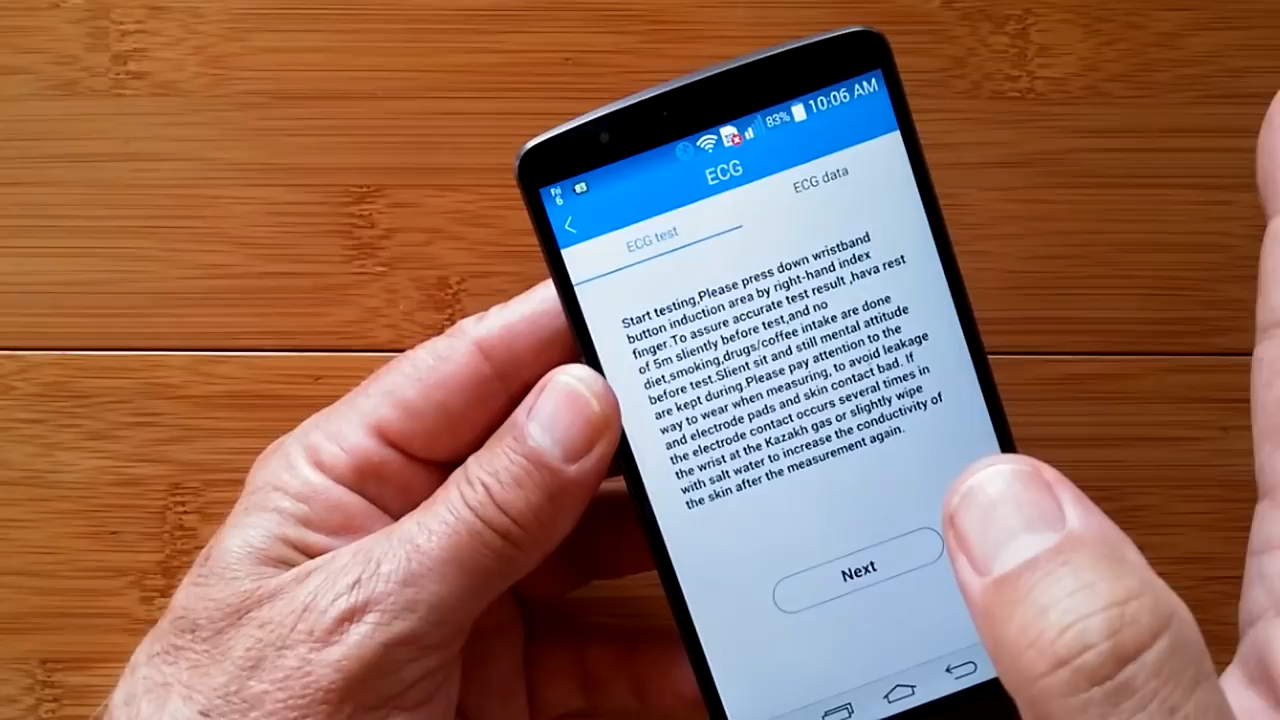 Fri
6
83%
10:06 AM
ECG
ECG test
ECG data
Start testing,Please press down wristband
button induction area by right-hand index
finger.To assure accurate test result ,hava rest
of 5m sliently before test,and no
diet,smoking,drugs/coffee intake are done
before test.Slient sit and still mental attitude
are kept during.Please pay attention to the
way to wear when measuring, to avoid leakage
and electrode pads and skin contact bad. If
the electrode contact occurs several times in
the wrist at the Kazakh gas or slightly wipe
with salt water to increase the conductivity of
the skin after the measurement again.
Next